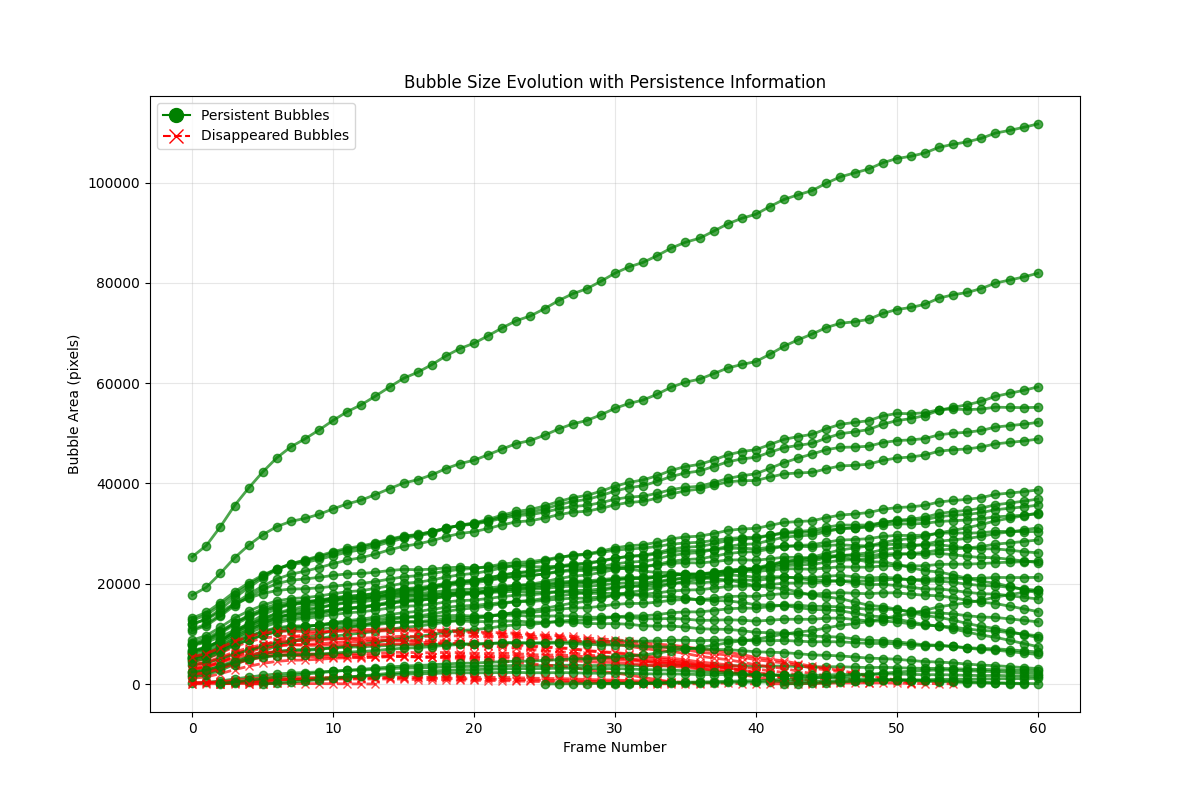 Bubble Size Evolution with Persistence Information
Persistent Bubbles
Disappeared Bubbles
100000
80000
60000
40000
20000
0
Bubble Area (pixels)
0 10 20 30 40 50 60
Frame Number